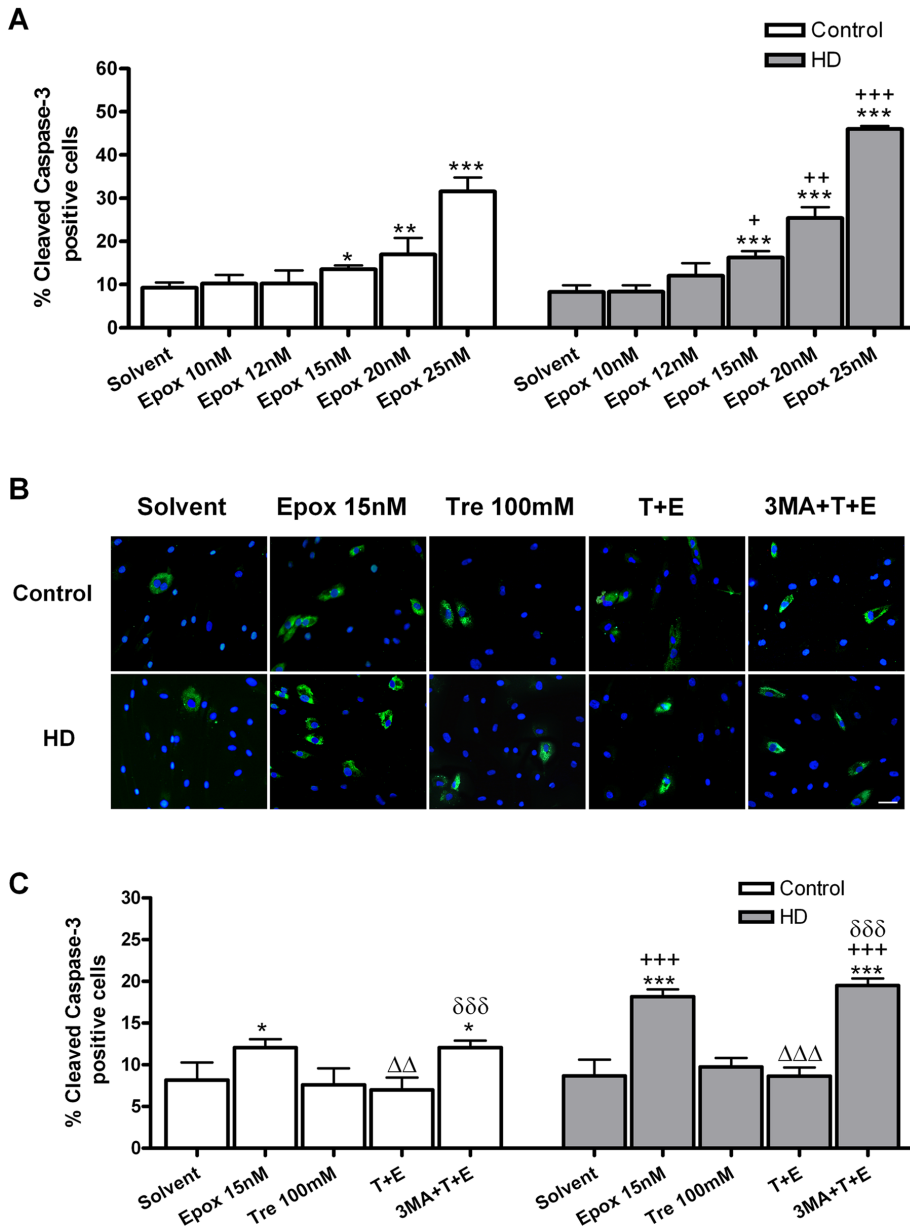 A
Control
HD
% Cleaved Caspase-3
positive cells
60
50
40
30
20
10
0
*
**
***
+
***
++
***
+++
***
Solvent
Epox 10nM
Epox 12nM
Epox 15nM
Epox 20nM
Epox 25nM
Solvent
Epox 10nM
Epox 12nM
Epox 15nM
Epox 20nM
Epox 25nM
B
Solvent Epox 15nM Tre 100mM T+E 3MA+T+E
Control
HD
C
Control
HD
% Cleaved Caspase-3
positive cells
30
25
20
15
10
5
0
*
ΔΔ
δδδ
*
+++
***
ΔΔΔ
δδδ
+++
***
Solvent
Epox 15nM
Tre 100mM
T+E
3MA+T+E
Solvent
Epox 15nM
Tre 100mM
T+E
3MA+T+E